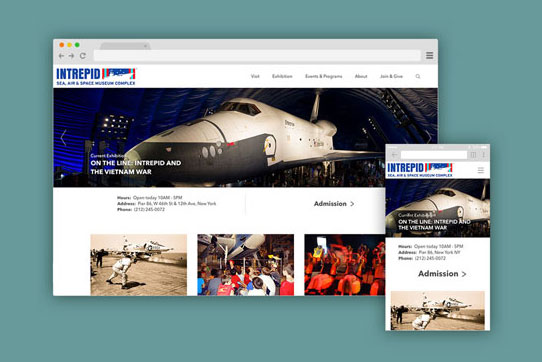 INTREPID
SEA, AIR & SPACE MUSEUM COMPLEX
Visit Exhibition Events & Programs About Join & Give
Current Exhibition
ON THE LINE: INTREPID AND
THE VIETNAM WAR
Hours: Open today 10AM - 5PM
Address: Pier 86, W 46th St & 12th Ave, New York
Phone: (212)-245-0072
Admission >
INTREPID
SEA, AIR & SPACE MUSEUM COMPLEX
Current Exhibition
ON THE LINE: INTREPID AND
THE VIETNAM WAR
Hours: Open today 10AM - 5PM
Address: Pier 86, New York NY
Phone: (212)-245-0072
Admission >